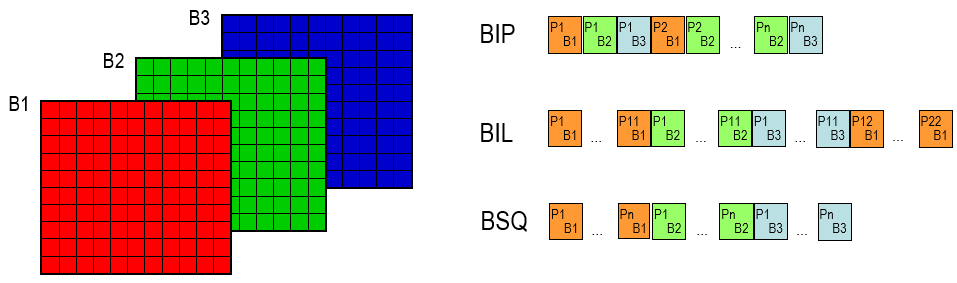 B3
B2
B1
BIP
P1 P1 P1 P2 P2 Pn Pn
B1 B2 B3 B1 B2 ... B2 B3
BIL
P1 P11 P1 P11 P1 P11 P12 P22
B1 ... B1 B2 ... B2 B3 ... B3 B1 ... B1
BSQ
P1 Pn P1 Pn P1 Pn
B1 ... B1 B2 ... B2 B3 ... B3